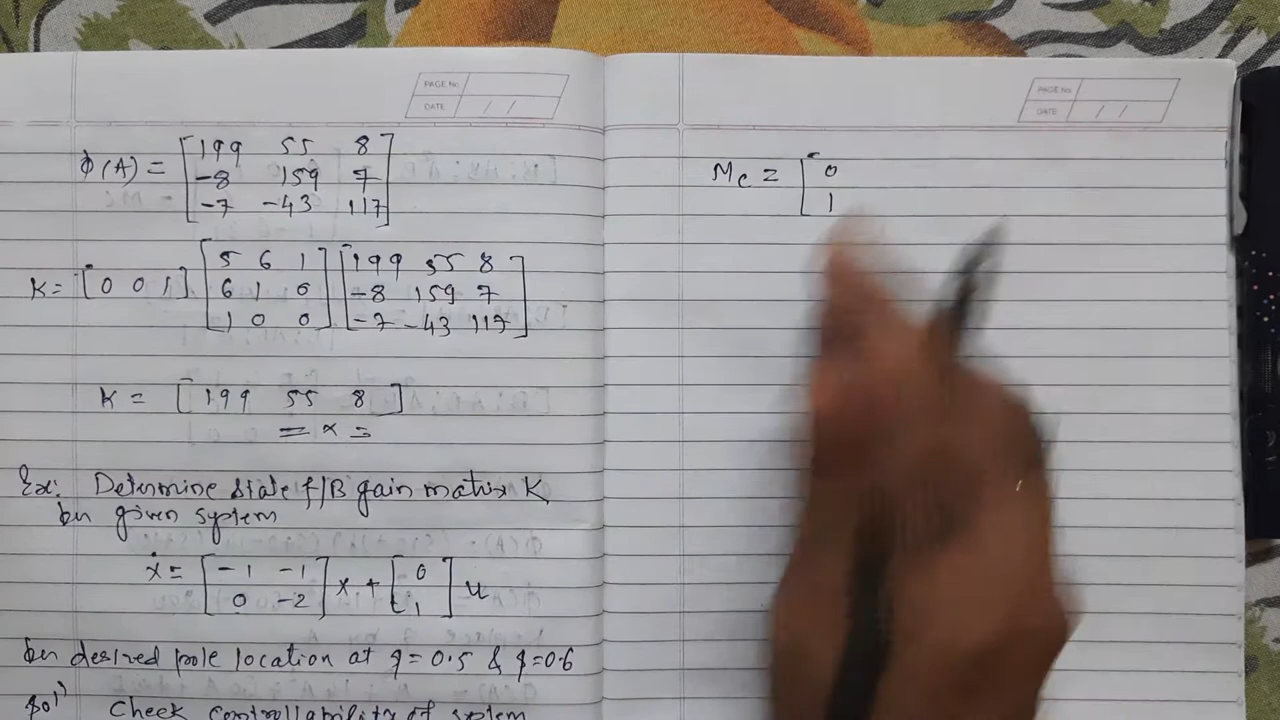 PAGE No.
DATE / /
ϕ(A) = [199 55 8
-8 159 7
-7 -43 117]
K = [0 0 1] [5 6 1
6 1 0
1 0 0] [199 55 8
-8 159 7
-7 -43 117]
K = [199 55 8]
= x =
Ex: Determine state f/B gain matrix K
for given system
ẋ = [-1 -1
0 -2] x + [0
1] u
for desired pole location at q = 0.5 & q = 0.6
Sol) Check controllability of system
PAGE No.
DATE / /
Mc = [0
1